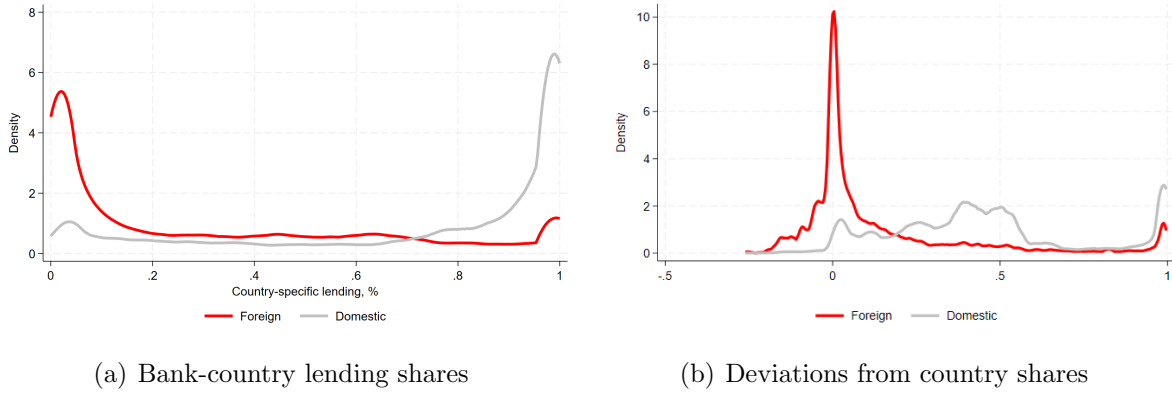 8
6
4
2
0
Density
0
.2
.4
.6
.8
1
Country-specific lending, %
Foreign
Domestic
(a) Bank-country lending shares
10
8
6
4
2
0
Density
-.5
0
.5
1
Foreign
Domestic
(b) Deviations from country shares